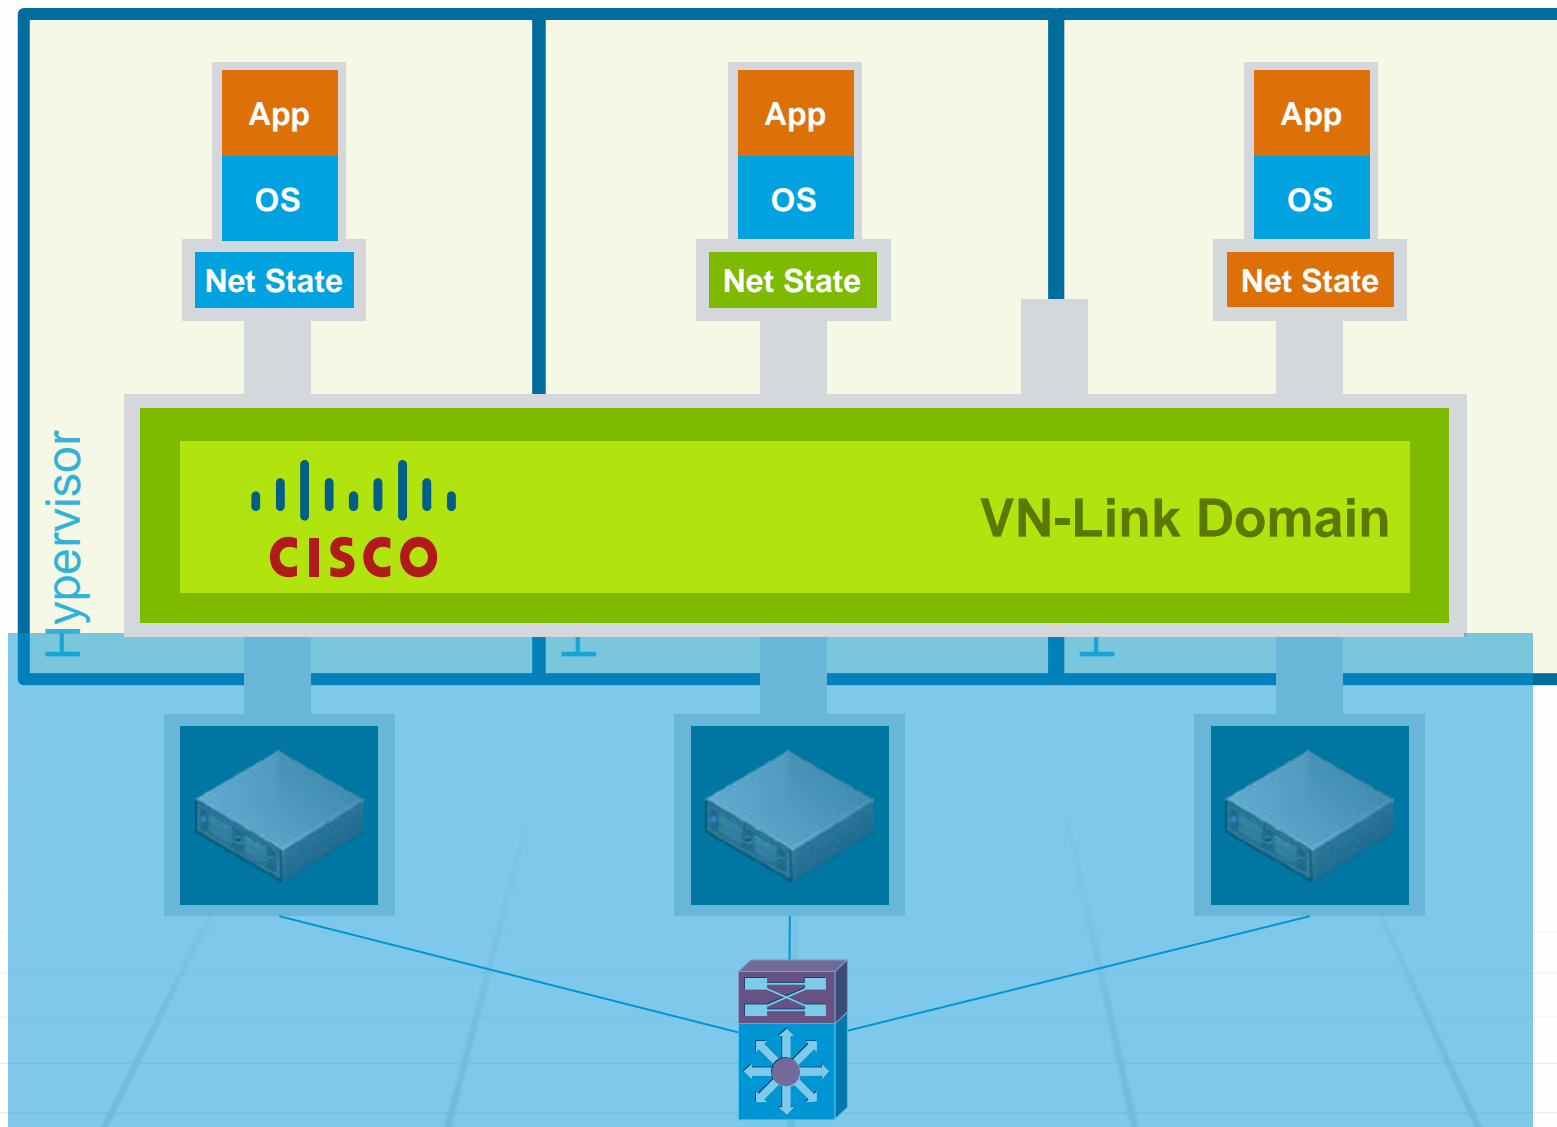 App
App
App
OS
OS
OS
Net State
Net State
Net State
Hypervisor
CISCO
VN-Link Domain